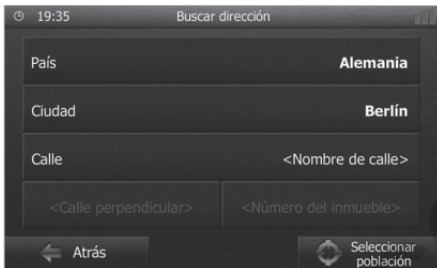 19:35 Buscar dirección
País Alemania
Ciudad Berlín
Calle <Nombre de calle>
<Calle perpendicular> <Número del inmueble>
Atrás Seleccionar
población